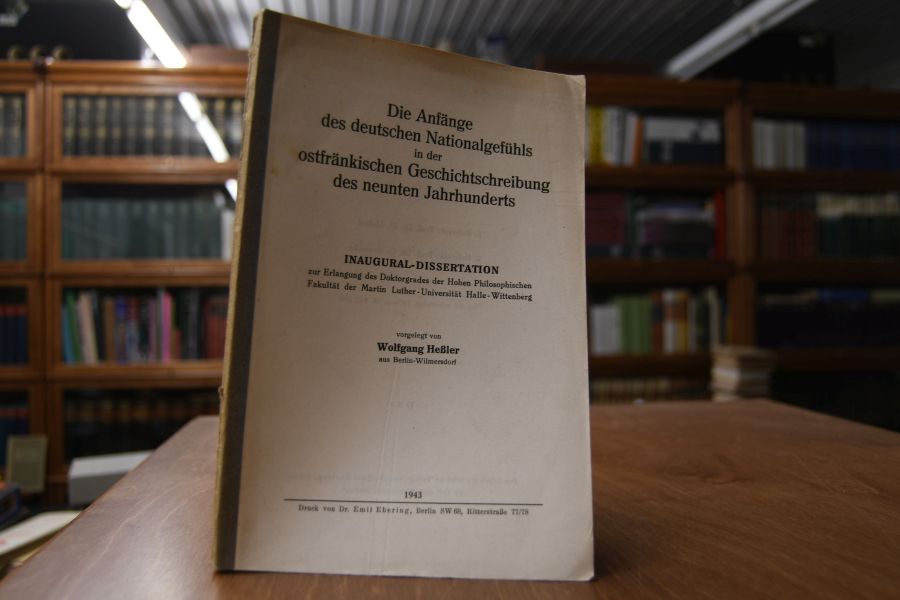 Die Anfänge
des deutschen Nationalgefühls
in der
ostfränkischen Geschichtschreibung
des neunten Jahrhunderts
INAUGURAL-DISSERTATION
zur Erlangung des Doktorgrades der Hohen Philosophischen
Fakultät der Martin Luther-Universität Halle-Wittenberg
vorgelegt von
Wolfgang Heßler
aus Berlin-Wilmersdorf
1943
Druck von Dr. Emil Ebering, Berlin SW 68, Ritterstraße 77/78